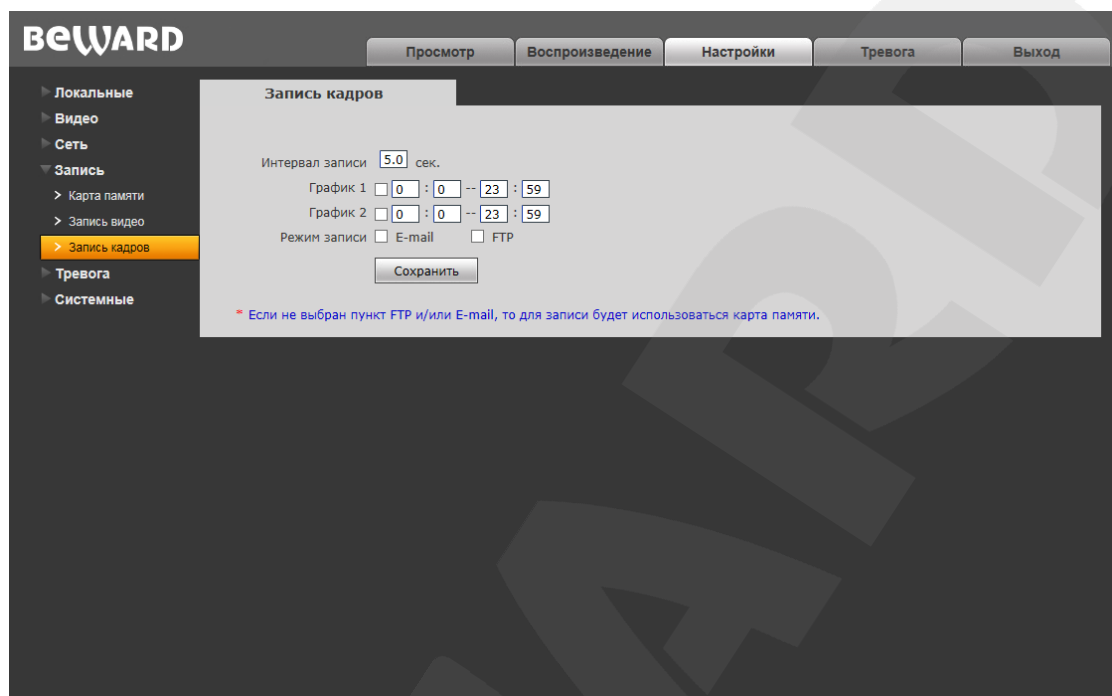 BEWARD
Просмотр Воспроизведение Настройки Тревога Выход
Локальные
Видео
Сеть
Запись
> Карта памяти
> Запись видео
> Запись кадров
Тревога
Системные
Запись кадров
Интервал записи 5.0 сек.
График 1 0 : 0 -- 23 : 59
График 2 0 : 0 -- 23 : 59
Режим записи E-mail FTP
Сохранить
* Если не выбран пункт FTP и/или E-mail, то для записи будет использоваться карта памяти.